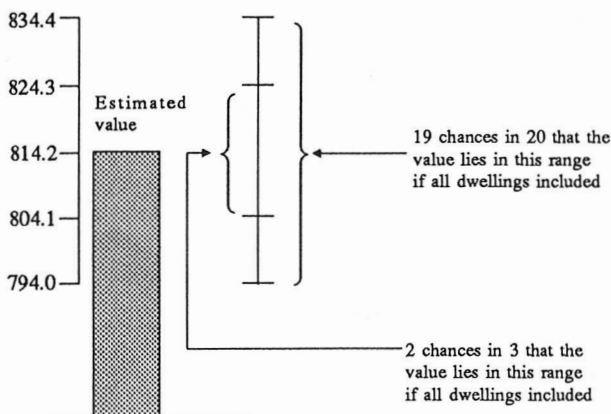 834.4
824.3
Estimated
value
814.2
804.1
794.0
19 chances in 20 that the
value lies in this range
if all dwellings included
2 chances in 3 that the
value lies in this range
if all dwellings included